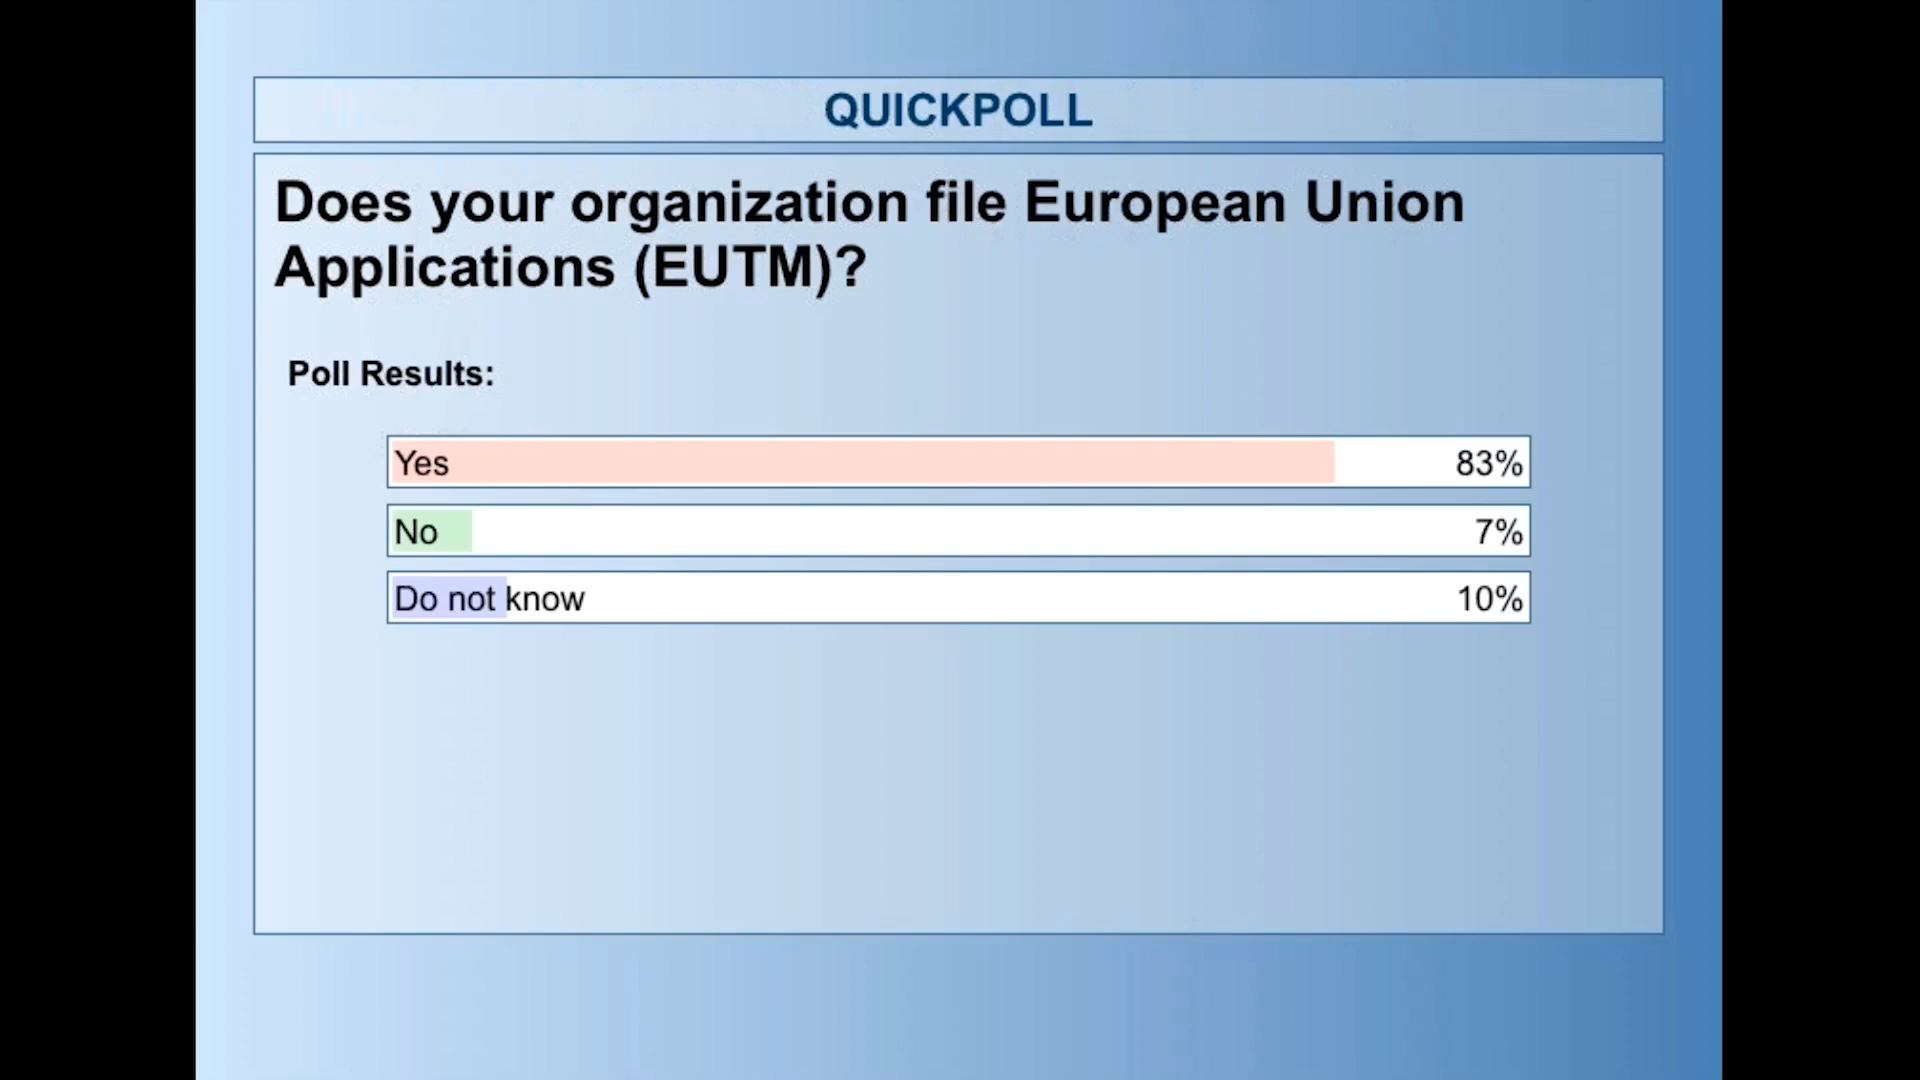 QUICKPOLL
Does your organization file European Union
Applications (EUTM)?
Poll Results:
Yes 83%
No 7%
Do not know 10%